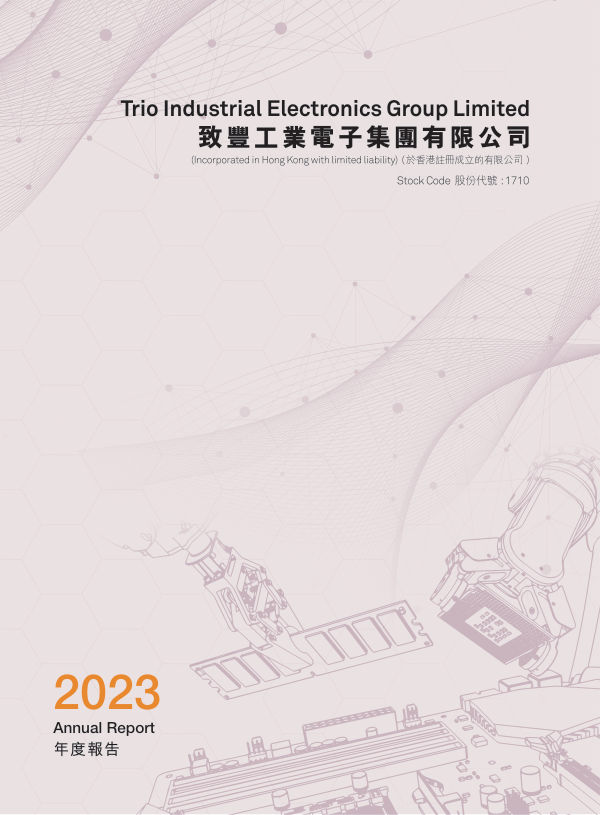 Trio Industrial Electronics Group Limited
致豐工業電子集團有限公司
(Incorporated in Hong Kong with limited liability) (於香港註冊成立的有限公司)
Stock Code 股份代號 : 1710
2023
Annual Report
年度報告